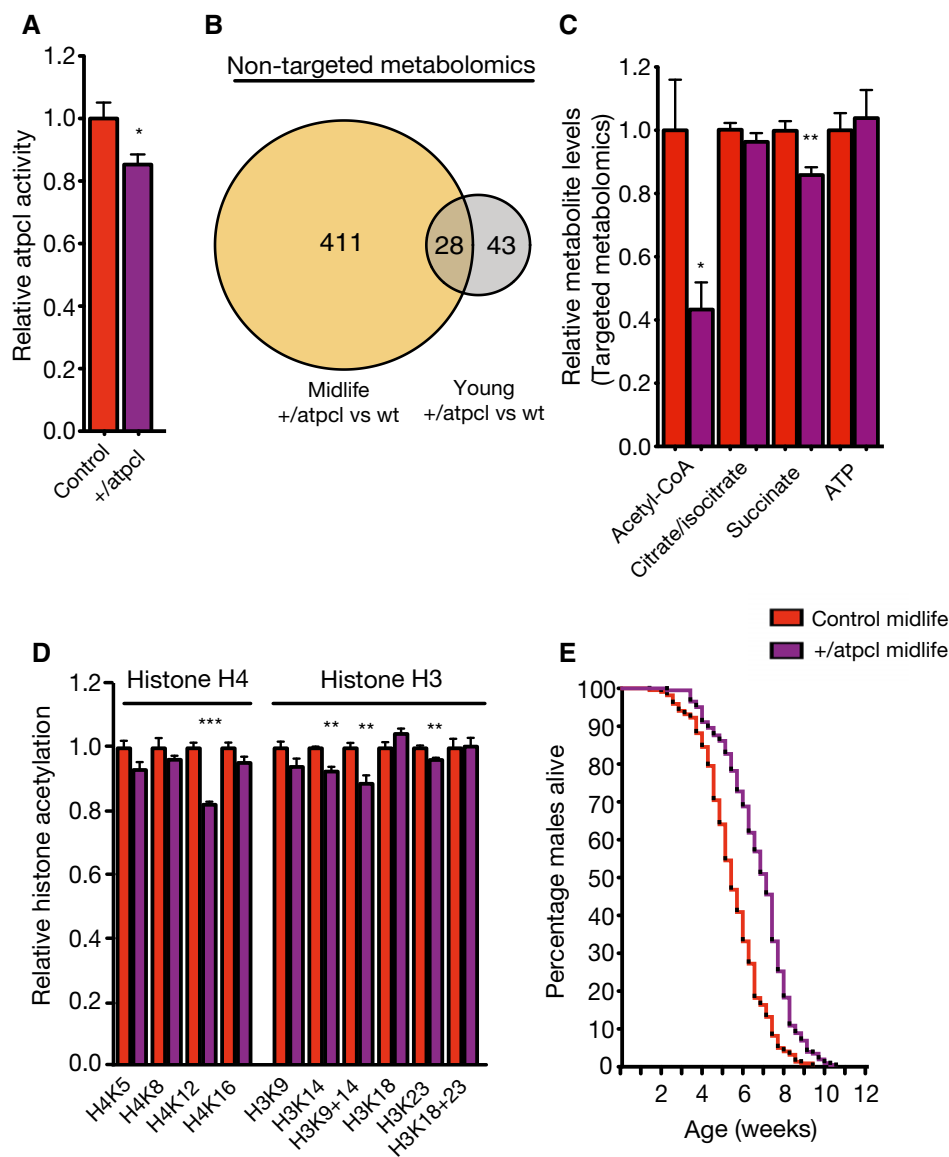 A
Relative atpcl activity
1.2
1.0
0.8
0.6
0.4
0.2
0.0
*
Control
+/atpcl
B
Non-targeted metabolomics
411
28
43
Midlife
+/atpcl vs wt
Young
+/atpcl vs wt
C
Relative metabolite levels
(Targeted metabolomics)
1.2
1.0
0.8
0.6
0.4
0.2
0.0
*
**
Acetyl-CoA
Citrate/isocitrate
Succinate
ATP
Control midlife
+/atpcl midlife
D
Relative histone acetylation
1.2
1.0
0.8
0.6
0.4
0.2
0.0
Histone H4
Histone H3
***
**
**
**
H4K5
H4K8
H4K12
H4K16
H3K9
H3K14
H3K9+14
H3K18
H3K23
H3K18+23
E
Percentage males alive
100
90
80
70
60
50
40
30
20
10
0
2
4
6
8
10
12
Age (weeks)